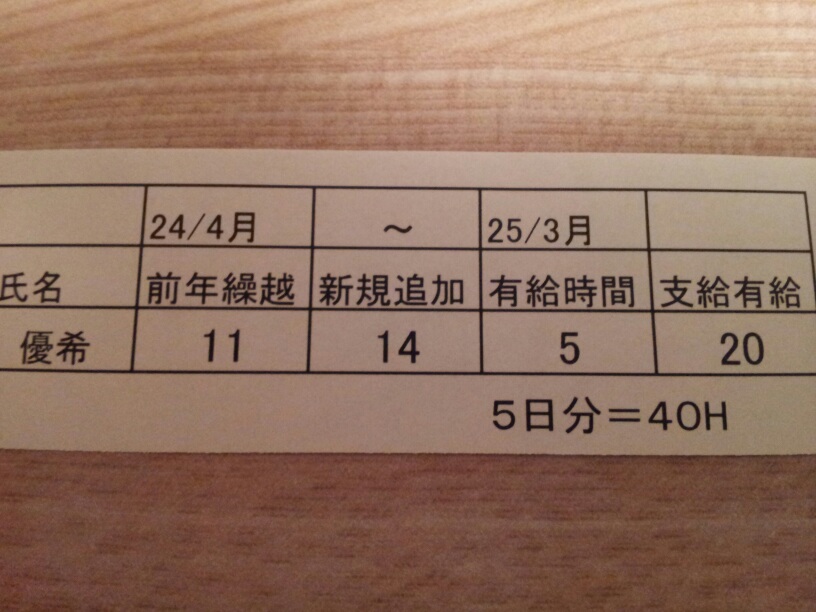 24/4月 ～ 25/3月
氏名 前年繰越 新規追加 有給時間 支給有給
優希 11 14 5 20
5日分＝40H